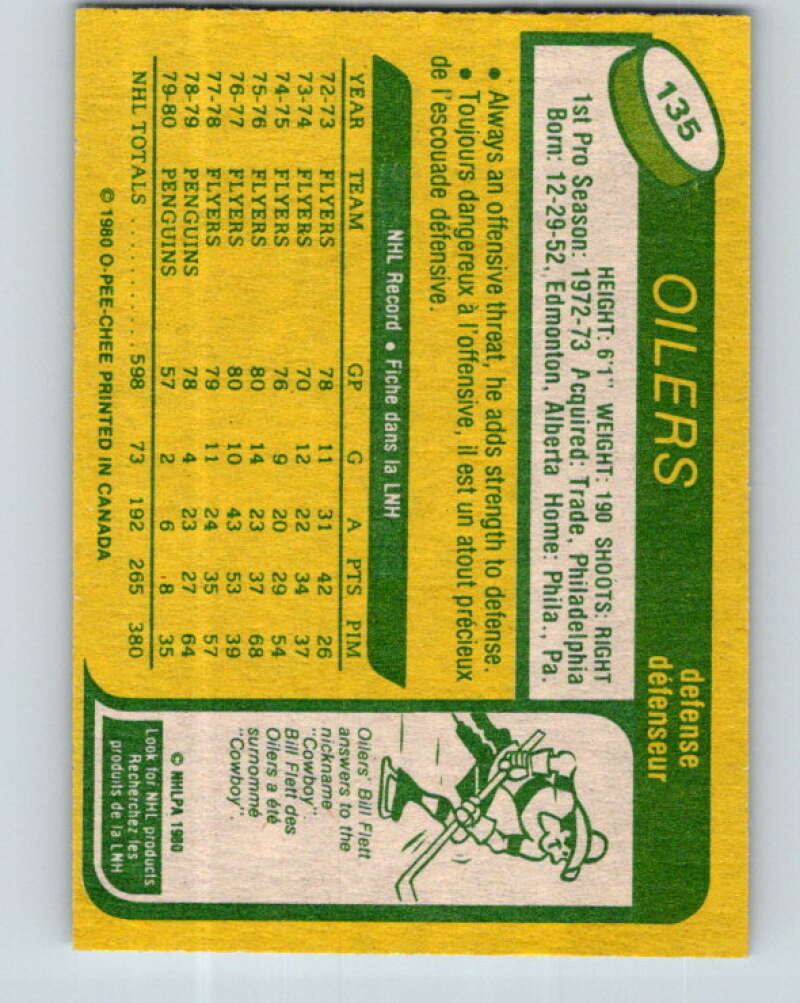 135
OILERS
defense
défenseur
HEIGHT: 6'1" WEIGHT: 190 SHOOTS: RIGHT
1st Pro Season: 1972-73 Acquired: Trade, Philadelphia
Born: 12-29-52, Edmonton, Alberta Home: Phila., Pa.
• Always an offensive threat, he adds strength to defense.
• Toujours dangereux à l'offensive, il est un atout précieux
de l'escouade défensive.
NHL Record • Fiche dans la LNH
YEAR TEAM GP G A PTS PIM
72-73 FLYERS 78 11 31 42 26
73-74 FLYERS 70 12 22 34 37
74-75 FLYERS 76 9 20 29 54
75-76 FLYERS 80 14 23 37 68
76-77 FLYERS 80 10 43 53 39
77-78 FLYERS 79 11 24 35 57
78-79 PENGUINS 78 4 23 27 64
79-80 PENGUINS 57 2 6 8 35
NHL TOTALS .......... 598 73 192 265 380
© 1980 O-PEE-CHEE PRINTED IN CANADA
Oilers' Bill Flett
answers to the
nickname
"Cowboy".
Bill Flett des
Oilers a été
surnommé
"Cowboy".
© NHLPA 1980
Look for NHL products
Recherchez les
produits de la LNH